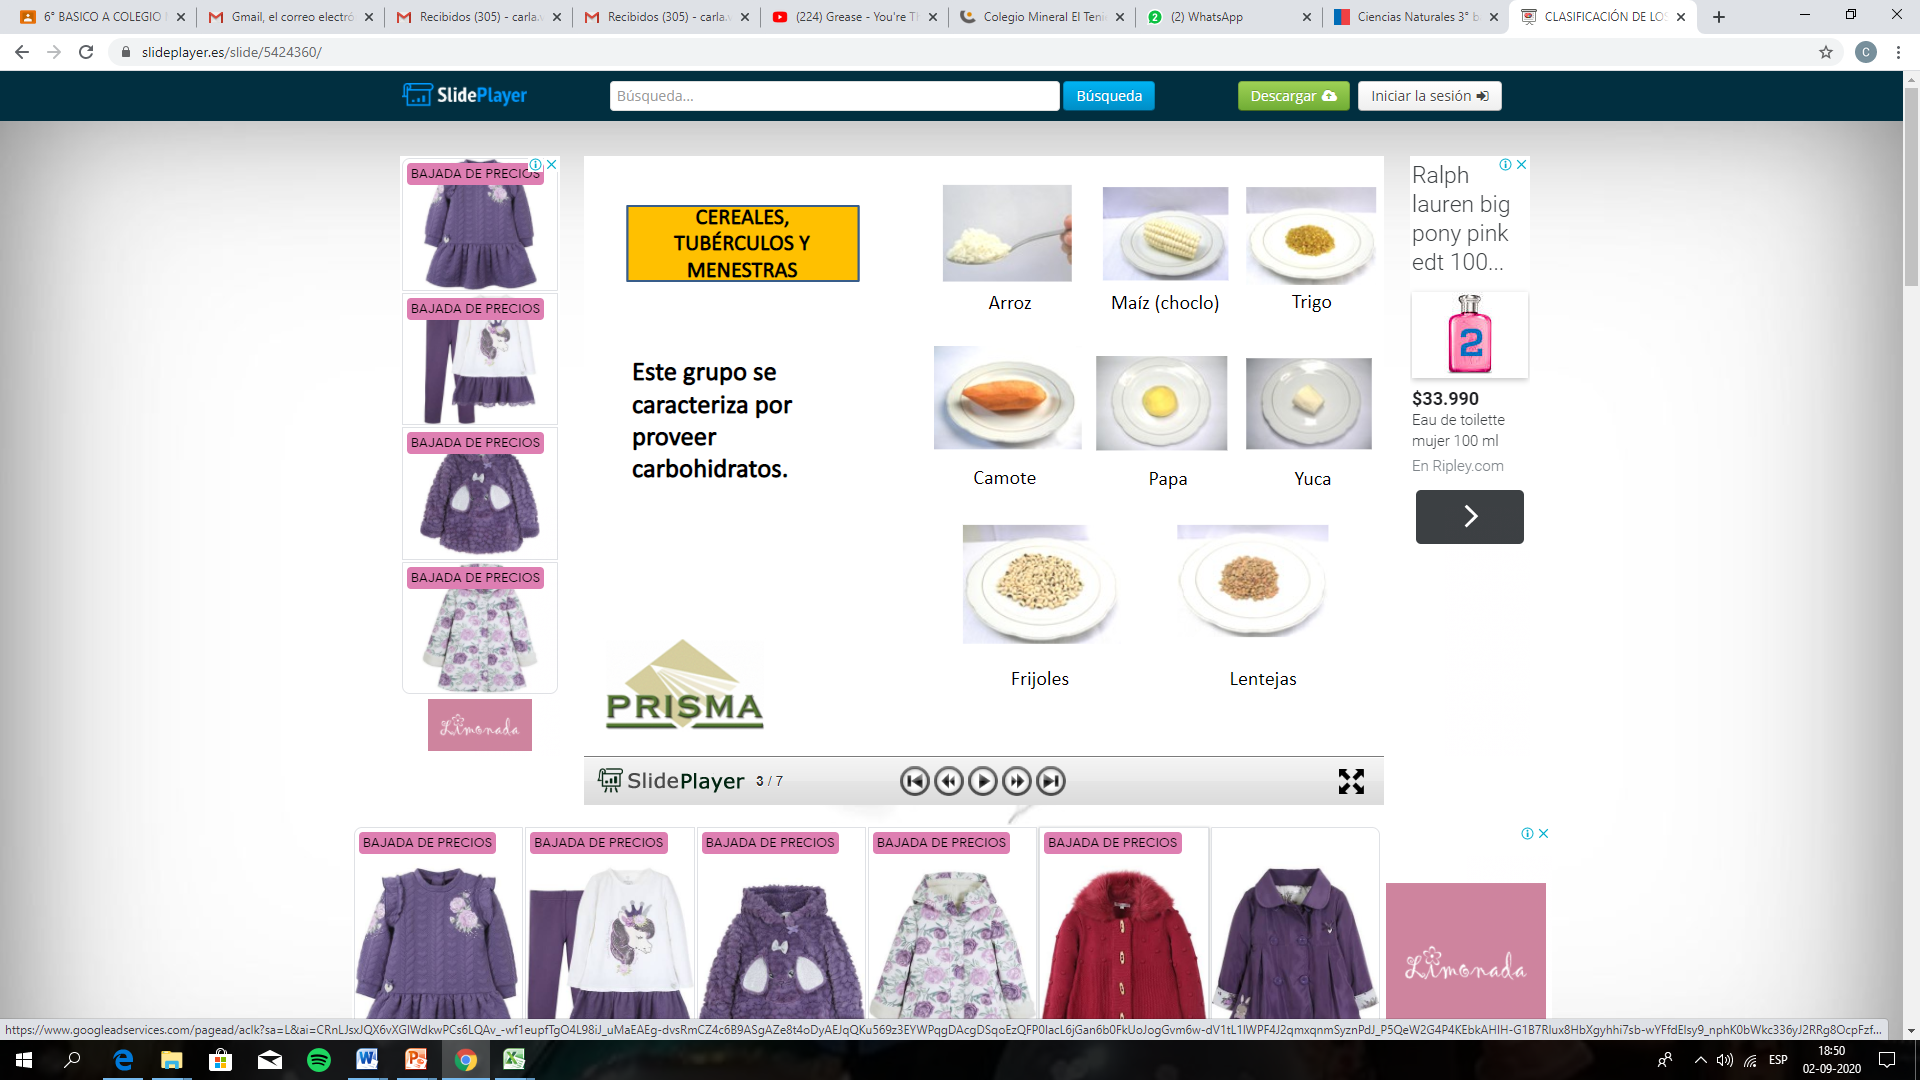 6° BASICO A COLEGIO
Gmail, el correo electró
Recibidos (305) - carla.
Recibidos (305) - carla.
(224) Grease - You're Th
Colegio Mineral El Teni
2
(2) WhatsApp
Ciencias Naturales 3° b
CLASIFICACIÓN DE LO
slideplayer.es/slide/5424360/
C
SlidePlayer
Búsqueda...
Búsqueda
Descargar
Iniciar la sesión
BAJADA DE PRECIOS
BAJADA DE PRECIOS
BAJADA DE PRECIOS
BAJADA DE PRECIOS
Limonada
CEREALES,
TUBÉRCULOS Y
MENESTRAS
Este grupo se
caracteriza por
proveer
carbohidratos.
Arroz
Maíz (choclo)
Trigo
Camote
Papa
Yuca
Frijoles
Lentejas
PRISMA
SlidePlayer
3 / 7
Ralph
lauren big
pony pink
edt 100...
2
$33.990
Eau de toilette
mujer 100 ml
En Ripley.com
BAJADA DE PRECIOS
BAJADA DE PRECIOS
BAJADA DE PRECIOS
BAJADA DE PRECIOS
BAJADA DE PRECIOS
Limonada
ESP
18:50
02-09-2020